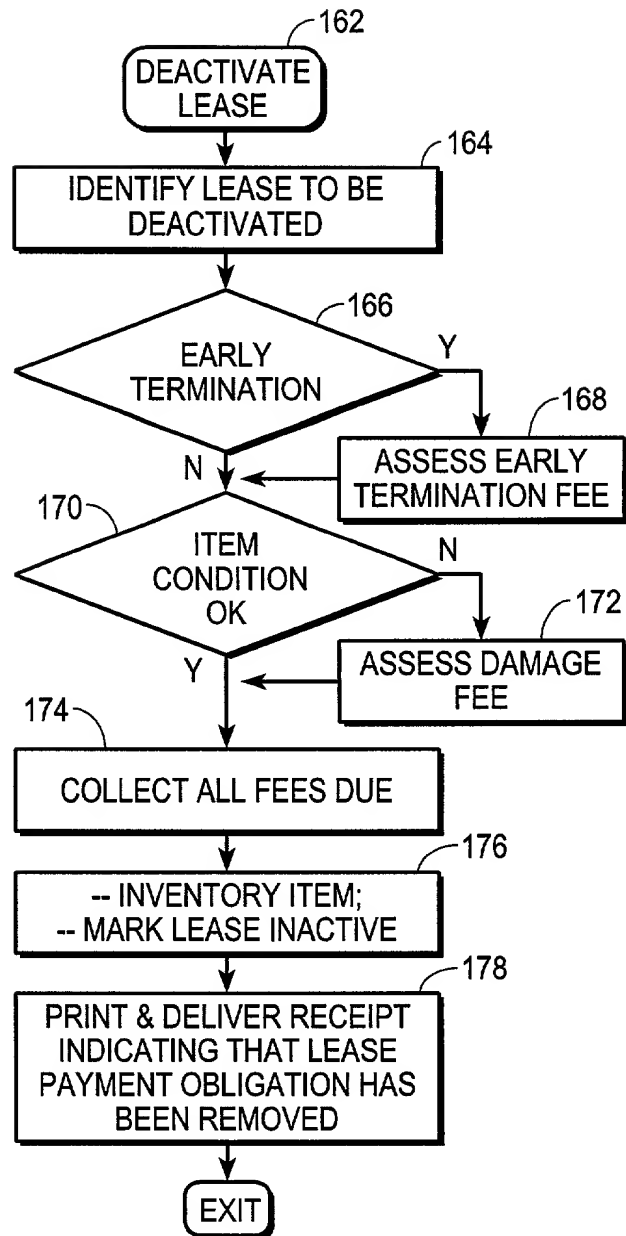 162
DEACTIVATE
LEASE
164
IDENTIFY LEASE TO BE
DEACTIVATED
166
EARLY
TERMINATION
Y
168
ASSESS EARLY
TERMINATION FEE
N
170
ITEM
CONDITION
OK
N
172
ASSESS DAMAGE
FEE
Y
174
COLLECT ALL FEES DUE
176
-- INVENTORY ITEM;
-- MARK LEASE INACTIVE
178
PRINT & DELIVER RECEIPT
INDICATING THAT LEASE
PAYMENT OBLIGATION HAS
BEEN REMOVED
EXIT